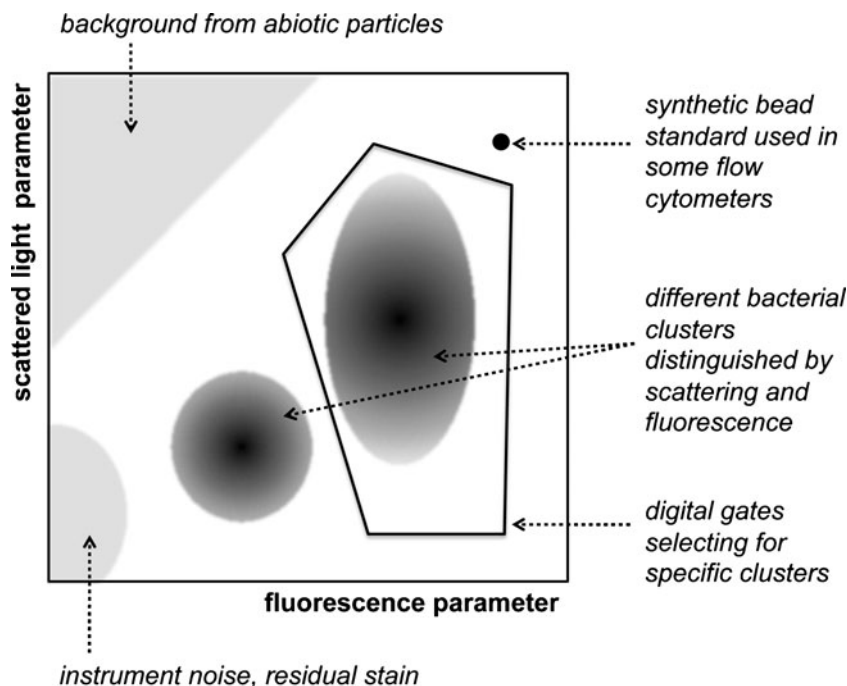 background from abiotic particles
scattered light parameter
synthetic bead
standard used in
some flow
cytometers
different bacterial
clusters
distinguished by
scattering and
fluorescence
digital gates
selecting for
specific clusters
fluorescence parameter
instrument noise, residual stain